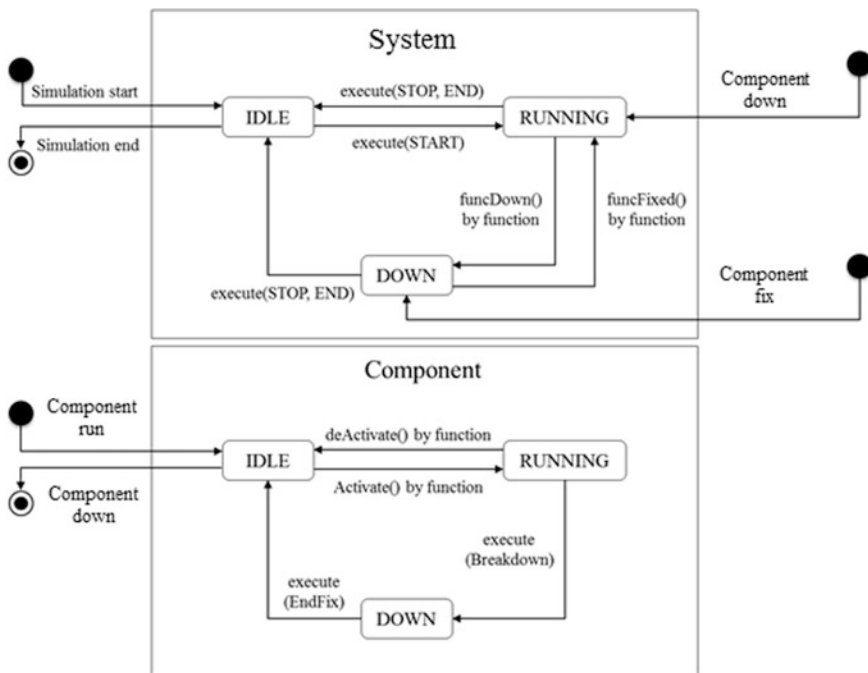 System
Simulation start
Simulation end
IDLE
execute(STOP, END)
execute(START)
RUNNING
Component
down
funcDown()
by function
funcFixed()
by function
DOWN
execute(STOP, END)
Component
fix
Component
Component
run
Component
down
IDLE
deActivate() by function
Activate() by function
RUNNING
execute
(Breakdown)
execute
(EndFix)
DOWN